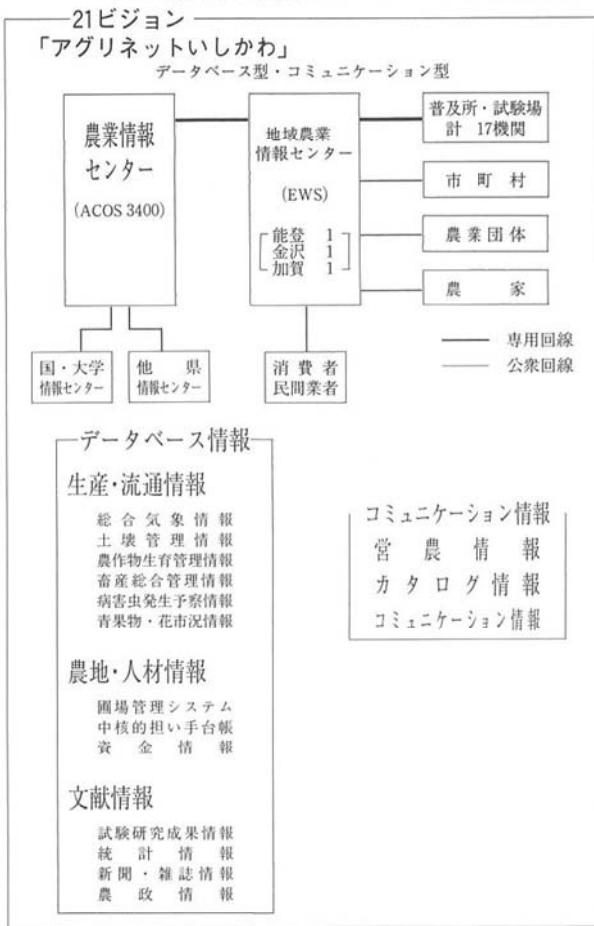 21ビジョン
「アグリネットいしかわ」
データベース型・コミュニケーション型
農業情報
センター
(ACOS 3400)
地域農業
情報センター
(EWS)
能登 1
金沢 1
加賀 1
普及所・試験場
計 17機関
市町村
農業団体
農家
国・大学
情報センター
他県
情報センター
消費者
民間業者
専用回線
公衆回線
データベース情報
生産・流通情報
総合気象情報
土壌管理情報
農作物生育管理情報
畜産総合管理情報
病害虫発生予察情報
青果物・花市況情報
農地・人材情報
圃場管理システム
中核的担い手台帳
資金情報
文献情報
試験研究成果情報
統計情報
新聞・雑誌情報
農政情報
コミュニケーション情報
営農情報
カタログ情報
コミュニケーション情報